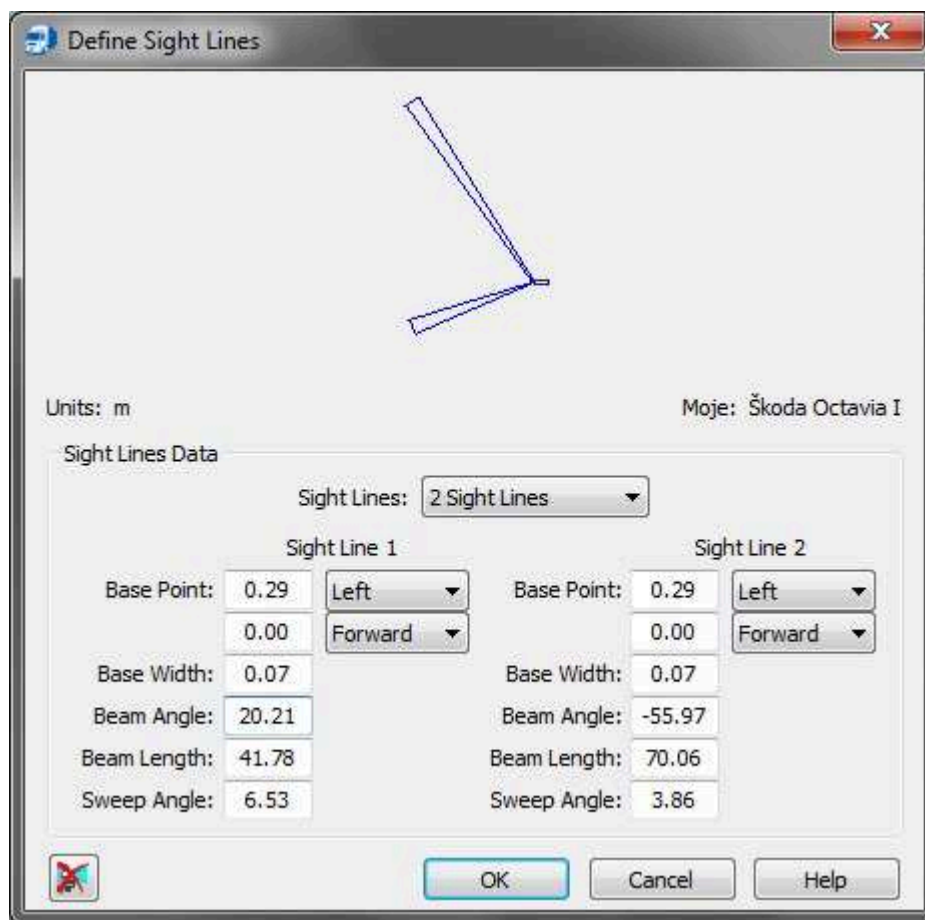 Define Sight Lines
Units: m
Moje: Škoda Octavia I
Sight Lines Data
Sight Lines: 2 Sight Lines
Sight Line 1
Sight Line 2
Base Point: 0.29 Left Base Point: 0.29 Left
0.00 Forward 0.00 Forward
Base Width: 0.07 Base Width: 0.07
Beam Angle: 20.21 Beam Angle: -55.97
Beam Length: 41.78 Beam Length: 70.06
Sweep Angle: 6.53 Sweep Angle: 3.86
OK Cancel Help